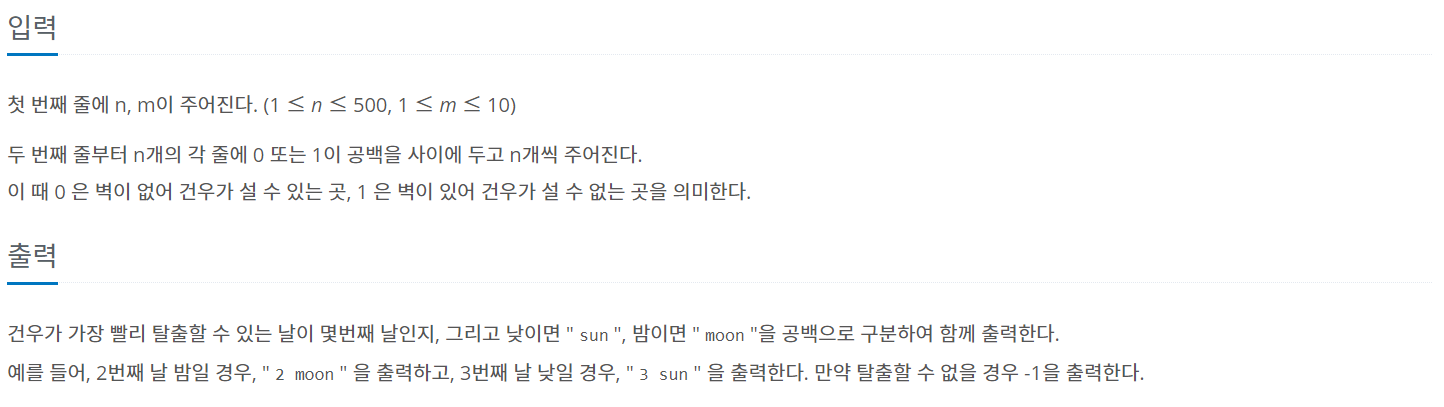 입력
첫 번째 줄에 n, m이 주어진다. (1 ≤ n ≤ 500, 1 ≤ m ≤ 10)
두 번째 줄부터 n개의 각 줄에 0 또는 1이 공백을 사이에 두고 n개씩 주어진다.
이 때 0 은 벽이 없어 건우가 설 수 있는 곳, 1 은 벽이 있어 건우가 설 수 없는 곳을 의미한다.
출력
건우가 가장 빨리 탈출할 수 있는 날이 몇번째 날인지, 그리고 낮이면 " sun ", 밤이면 " moon "을 공백으로 구분하여 함께 출력한다.
예를 들어, 2번째 날 밤일 경우, " 2 moon " 을 출력하고, 3번째 날 낮일 경우, " 3 sun " 을 출력한다. 만약 탈출할 수 없을 경우 -1을 출력한다.